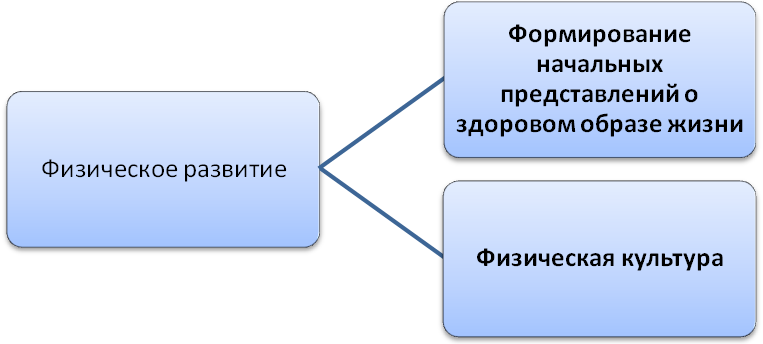 Физическое развитие
Формирование
начальных
представлений о
здоровом образе жизни
Физическая культура